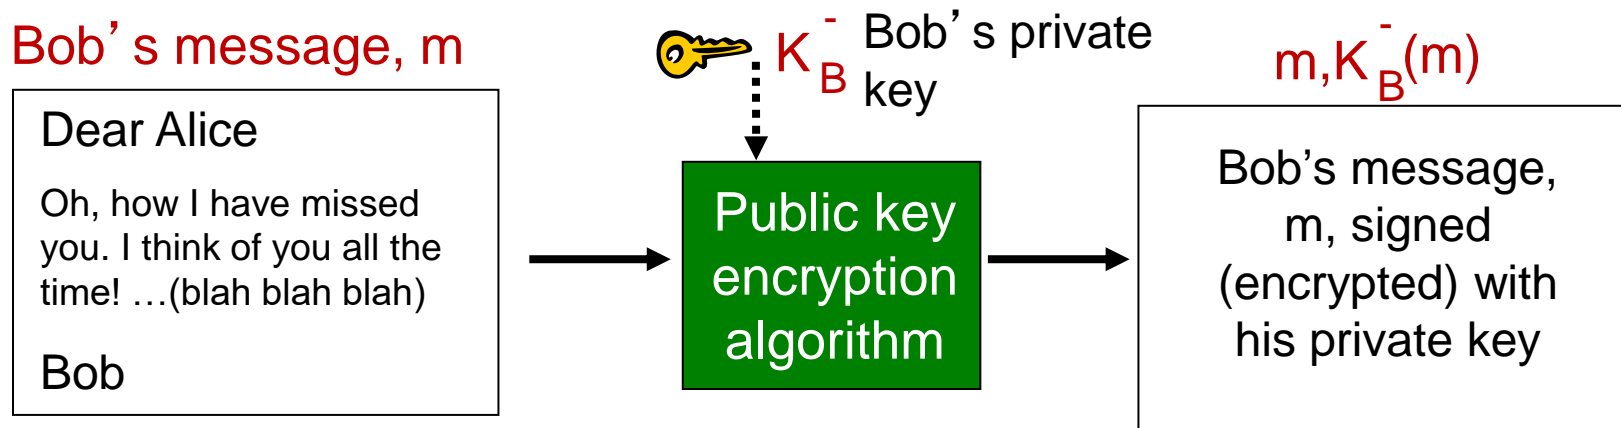 Bob’s message, m
Dear Alice
Oh, how I have missed
you. I think of you all the
time! …(blah blah blah)
Bob
K
-
B
Bob’s private
key
Public key
encryption
algorithm
m,K
-
B
(m)
Bob's message,
m, signed
(encrypted) with
his private key